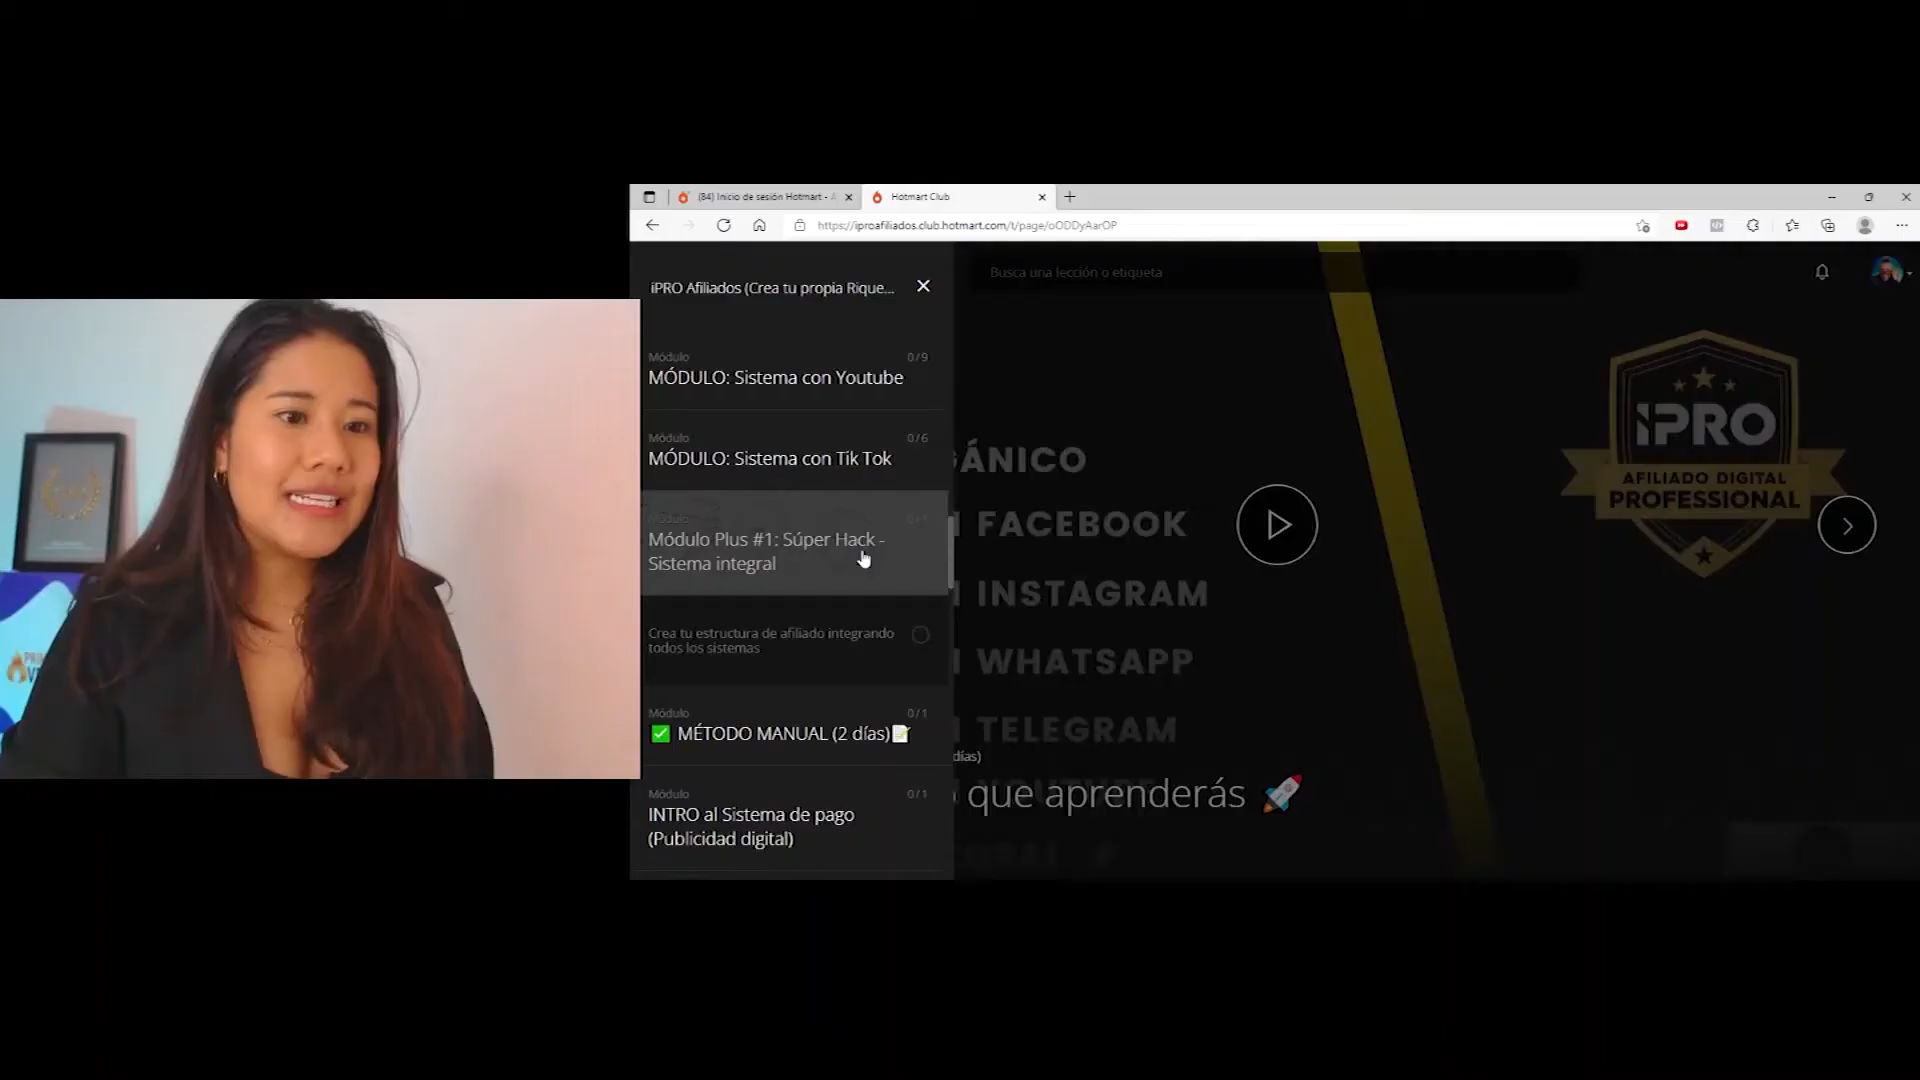 (84) Inicio de sesión Hotmart -
Hotmart Club
https://iproafiliados.club.hotmart.com/t/page/oODDyAarOP
iPRO Afiliados (Crea tu propia Rique...
Busca una lección o etiqueta
Módulo 0/9
MÓDULO: Sistema con Youtube
Módulo 0/6
MÓDULO: Sistema con Tik Tok
Módulo 0/1
Módulo Plus #1: Súper Hack -
Sistema integral
Crea tu estructura de afiliado integrando
todos los sistemas
Módulo 0/1
✅ MÉTODO MANUAL (2 días)📝
Módulo 0/1
INTRO al Sistema de pago
(Publicidad digital)
GÁNICO
FACEBOOK
INSTAGRAM
WHATSAPP
TELEGRAM
días)
que aprenderás 🚀
iPRO
AFILIADO DIGITAL
PROFESSIONAL